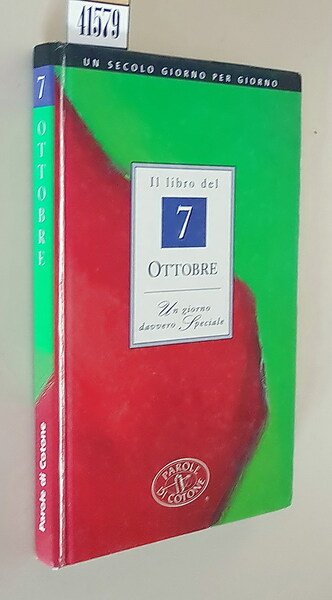 41579
UN SECOLO GIORNO PER GIORNO
7 OTTOBRE
Parole di Cotone
Il libro del
7
OTTOBRE
Un giorno
davvero Speciale
PAROLE
DI COTONE